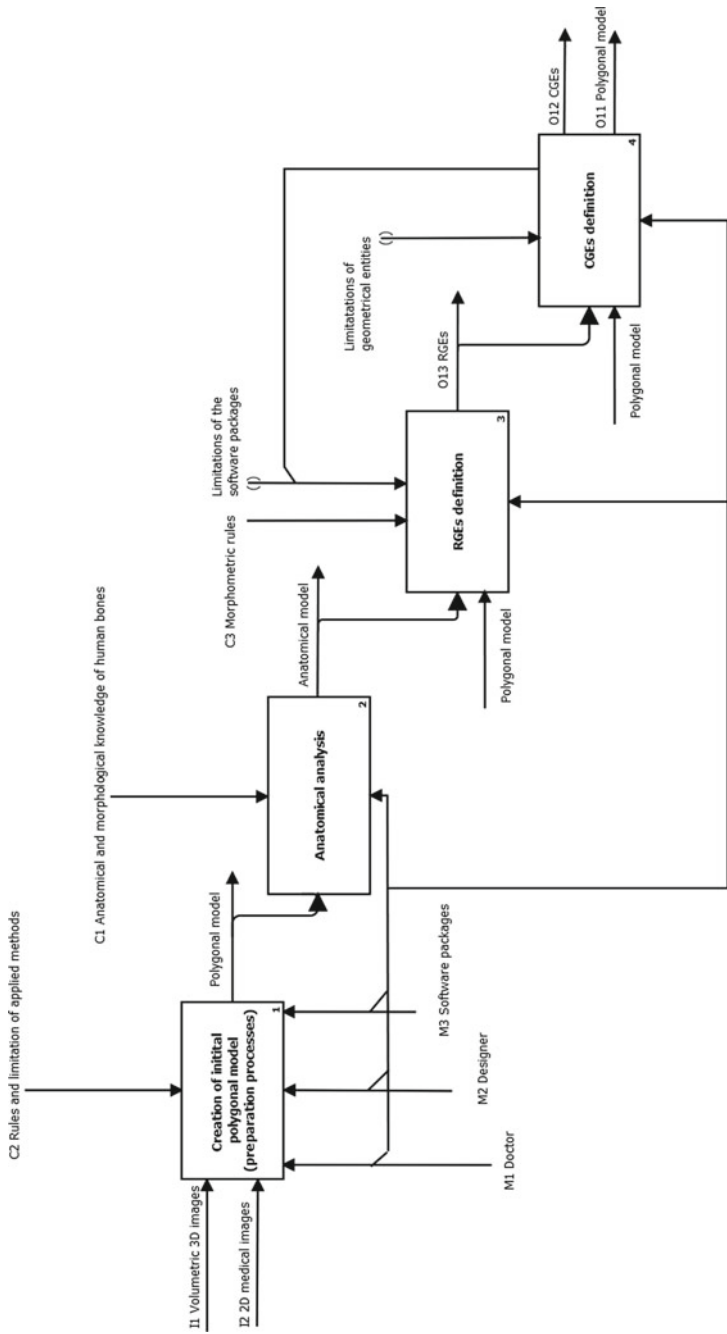 C2 Rules and limitation of applied methods
I1 Volumetric 3D images
I2 2D medical images
Creation of initital
polygonal model
(preparation processes)
1
Polygonal model
M1 Doctor
M2 Designer
M3 Software packages
C1 Anatomical and morphological knowledge of human bones
Anatomical analysis
2
Anatomical model
C3 Morphometric rules
Limitations of the
software packages
()
RGEs definition
3
Polygonal model
O13 RGEs
Limitatations of
geometrical entities
()
CGEs definition
4
Polygonal model
O12 CGEs
O11 Polygonal model